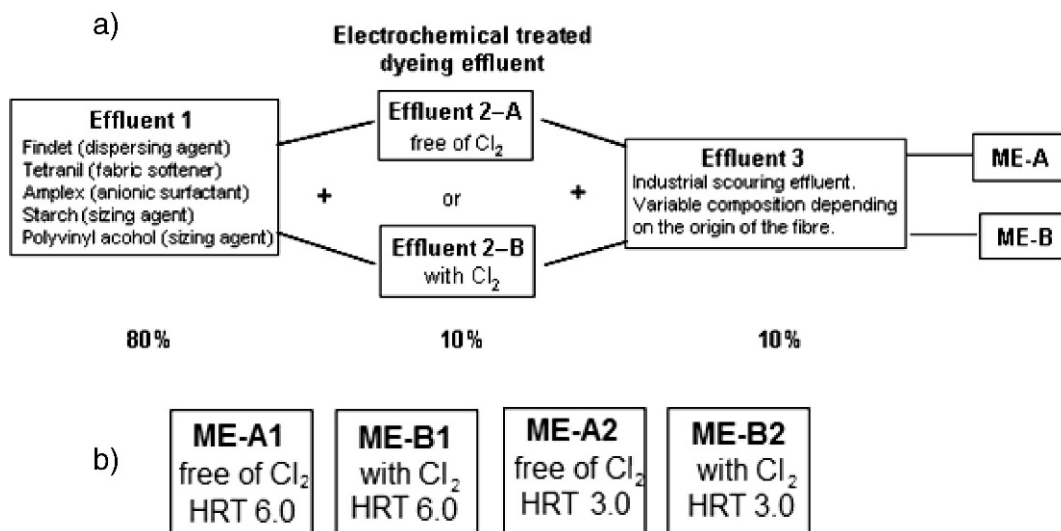 a)
Electrochemical treated
dyeing effluent
Effluent 1
Findet (dispersing agent)
Tetranil (fabric softener)
Amplex (anionic surfactant)
Starch (sizing agent)
Polyvinyl acohol (sizing agent)
+
Effluent 2–A
free of Cl₂
or
Effluent 2–B
with Cl₂
+
Effluent 3
Industrial scouring effluent.
Variable composition depending
on the origin of the fibre.
ME-A
ME-B
80%
10%
10%
b)
ME-A1
free of Cl₂
HRT 6.0
ME-B1
with Cl₂
HRT 6.0
ME-A2
free of Cl₂
HRT 3.0
ME-B2
with Cl₂
HRT 3.0